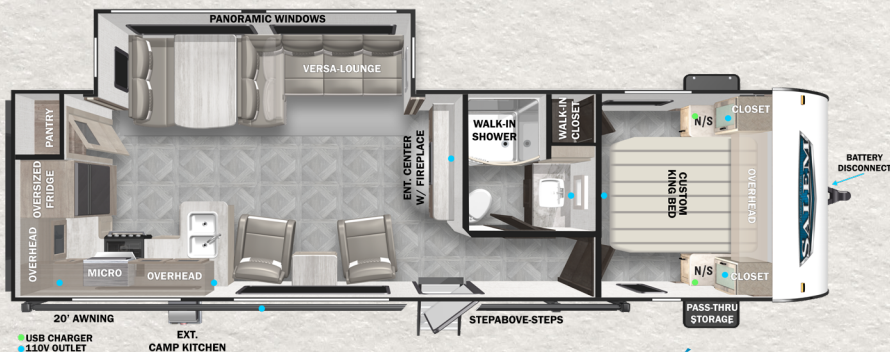 PANORAMIC WINDOWS
VERSA-LOUNGE
PANTRY
OVERSIZED
FRIDGE
OVERHEAD
MICRO
OVERHEAD
ENT. CENTER
W/ FIREPLACE
WALK-IN
SHOWER
WALK-IN
CLOSET
N/S
CLOSET
CUSTOM
KING BED
OVERHEAD
N/S
CLOSET
SALEM
BATTERY
DISCONNECT
PASS-THRU
STORAGE
20' AWNING
EXT.
CAMP KITCHEN
STEPABOVE-STEPS
USB CHARGER
110V OUTLET